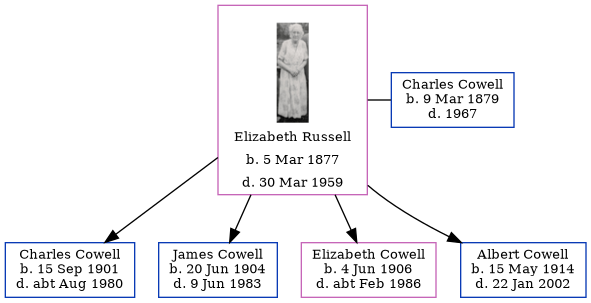 Elizabeth Russell
b. 5 Mar 1877
d. 30 Mar 1959
Charles Cowell
b. 9 Mar 1879
d. 1967
Charles Cowell
b. 15 Sep 1901
d. abt Aug 1980
James Cowell
b. 20 Jun 1904
d. 9 Jun 1983
Elizabeth Cowell
b. 4 Jun 1906
d. abt Feb 1986
Albert Cowell
b. 15 May 1914
d. 22 Jan 2002